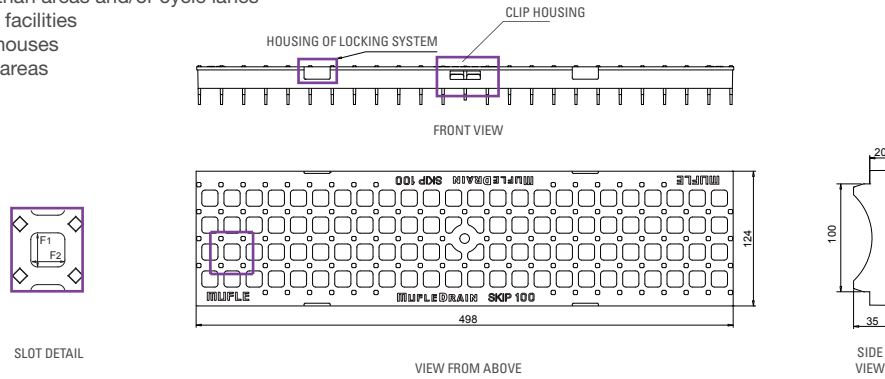 facilities
houses
areas
CLIP HOUSING
HOUSING OF LOCKING SYSTEM
FRONT VIEW
MUFLE
MUFLEDRAIN SKIP 100
F1
F2
124
MUFLE
MUFLEDRAIN SKIP 100
498
100
20
35
SLOT DETAIL
VIEW FROM ABOVE
SIDE
VIEW